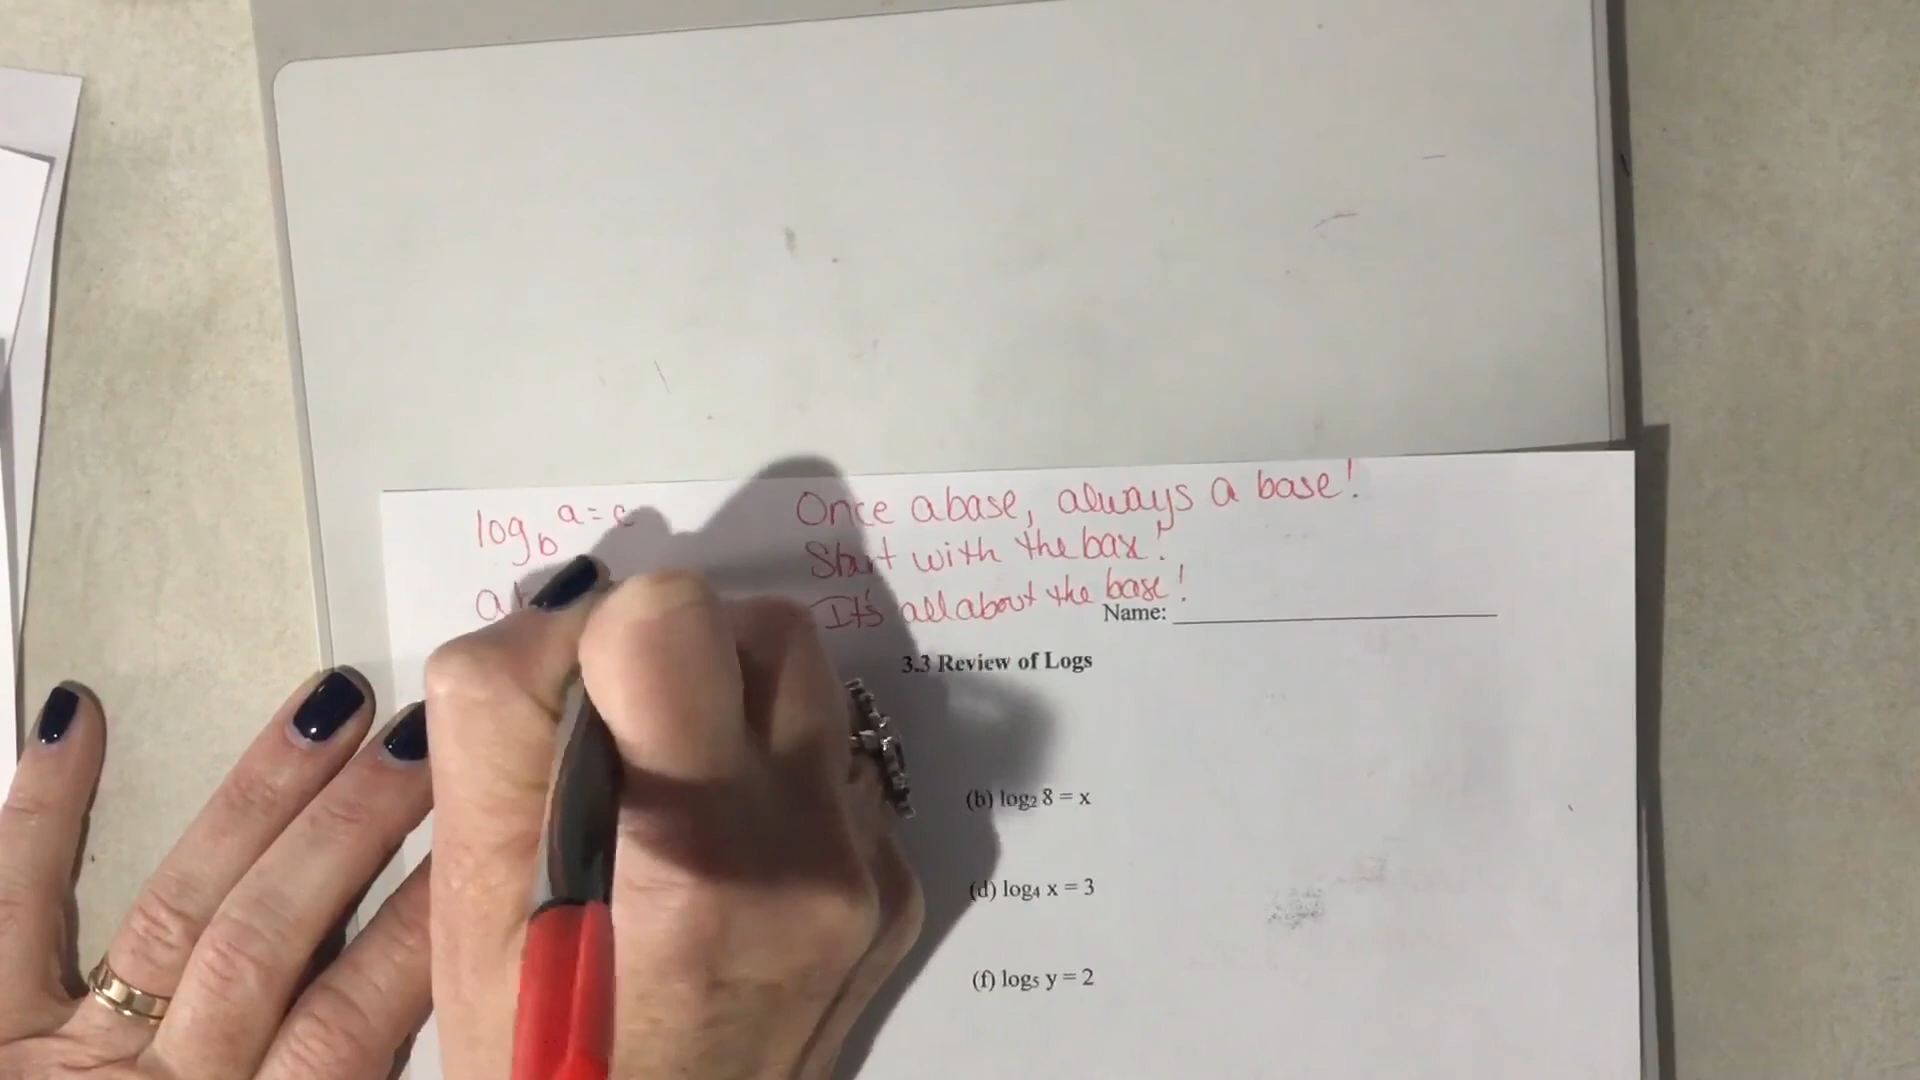 log_b a = c
Once a base, always a base!
Start with the base!
It's all about the base!
Name:
3.3 Review of Logs
(b) log₂ 8 = x
(d) log₄ x = 3
(f) log₅ y = 2